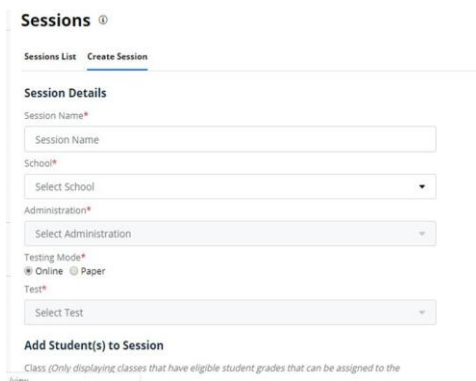 Sessions
Sessions List Create Session
Session Details
Session Name*
Session Name
School*
Select School
Administration*
Select Administration
Testing Mode*
Online Paper
Test*
Select Test
Add Student(s) to Session
Class (Only displaying classes that have eligible student grades that can be assigned to the